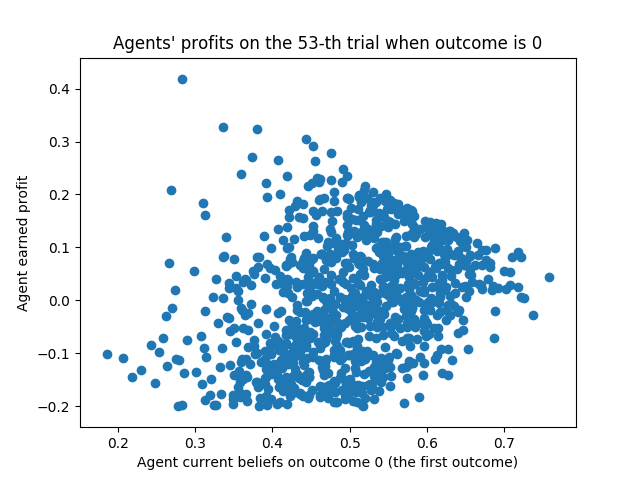 Agents' profits on the 53-th trial when outcome is 0
Agent earned profit
0.4
0.3
0.2
0.1
0.0
−0.1
−0.2
0.2 0.3 0.4 0.5 0.6 0.7
Agent current beliefs on outcome 0 (the first outcome)